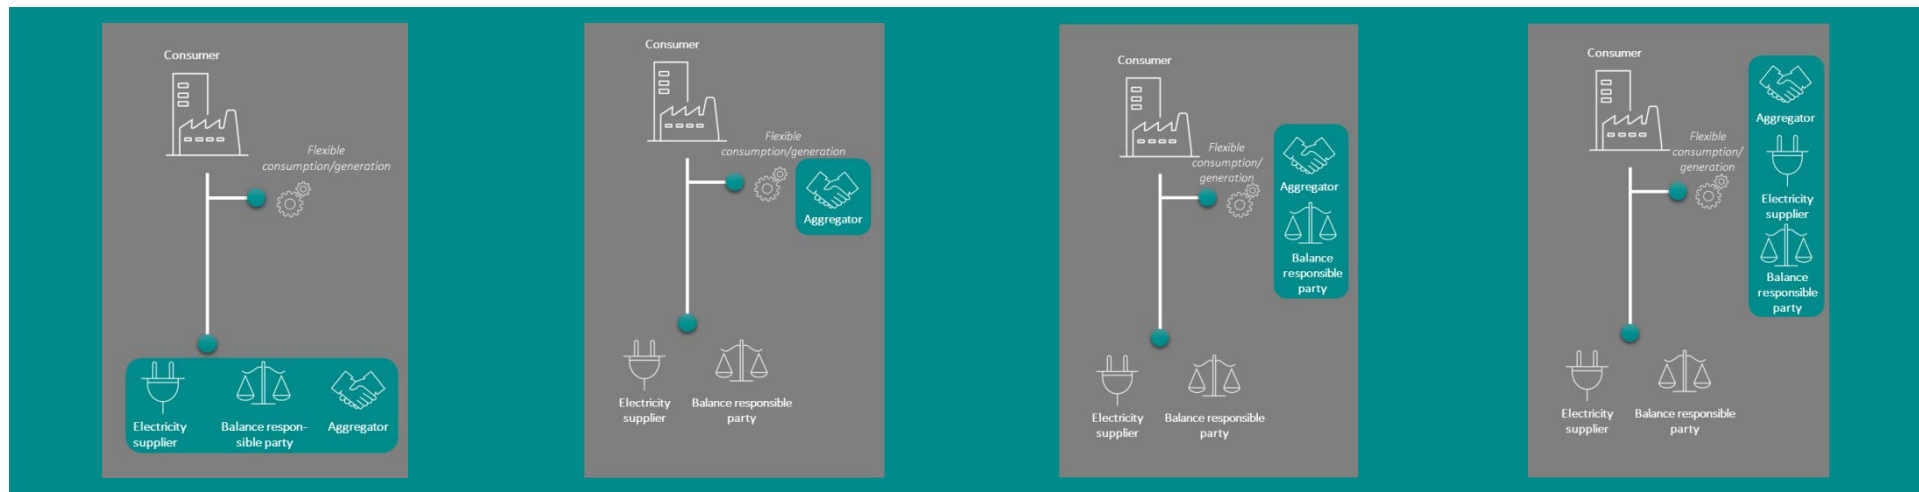 Consumer
Flexible
consumption/generation
Electricity
supplier
Balance respon-
sible party
Aggregator
Consumer
Flexible
consumption/generation
Aggregator
Electricity
supplier
Balance responsible
party
Consumer
Flexible
consumption/
generation
Aggregator
Balance
responsible
party
Electricity
supplier
Balance responsible
party
Consumer
Flexible
consumption/
generation
Aggregator
Electricity
supplier
Balance
responsible
party
Electricity
supplier
Balance responsible
party